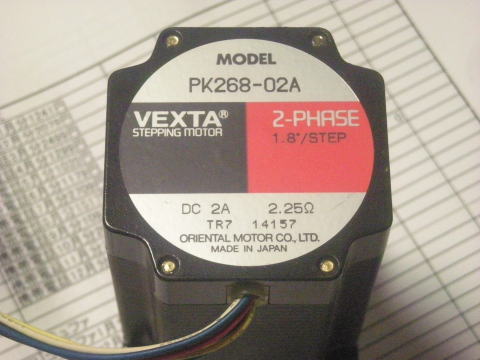 MODEL
PK268-02A
VEXTA® 2-PHASE
STEPPING MOTOR 1.8°/STEP
DC 2A 2.25Ω
TR7 14157
ORIENTAL MOTOR CO., LTD.
MADE IN JAPAN